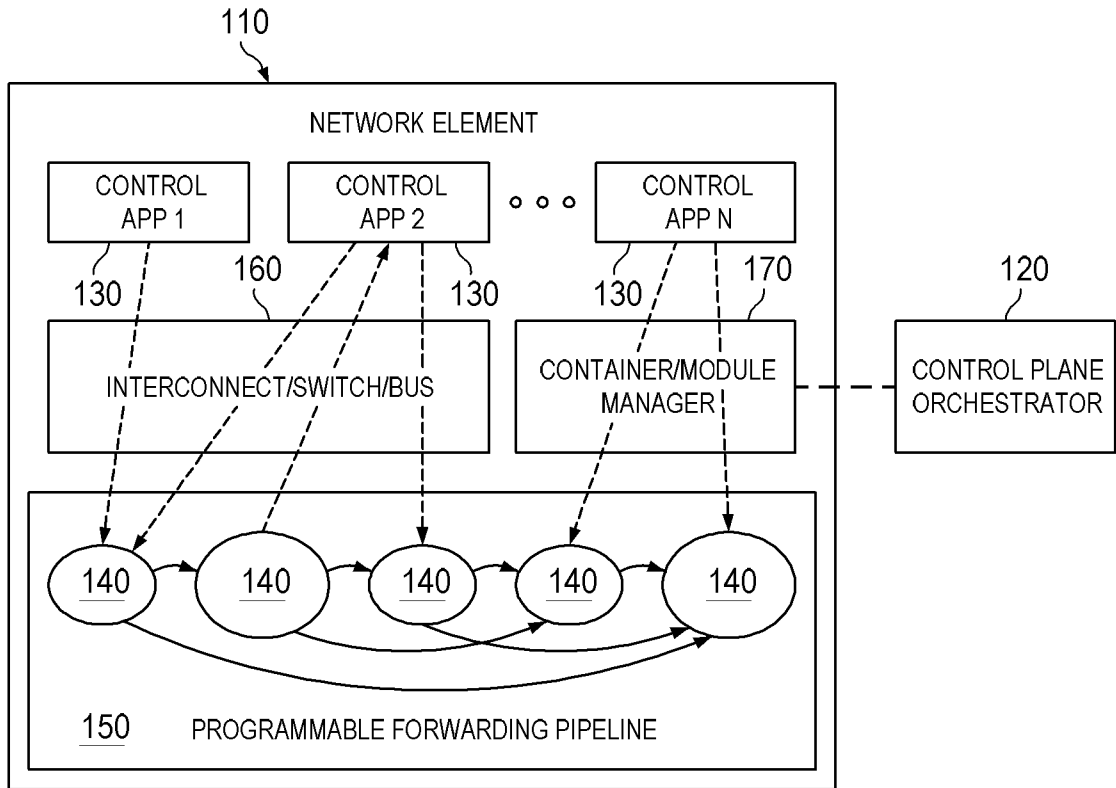 110
NETWORK ELEMENT
CONTROL
APP 1
CONTROL
APP 2
CONTROL
APP N
130
160
130
130
170
120
INTERCONNECT/SWITCH/BUS
CONTAINER/MODULE
MANAGER
CONTROL PLANE
ORCHESTRATOR
140
140
140
140
140
150
PROGRAMMABLE FORWARDING PIPELINE